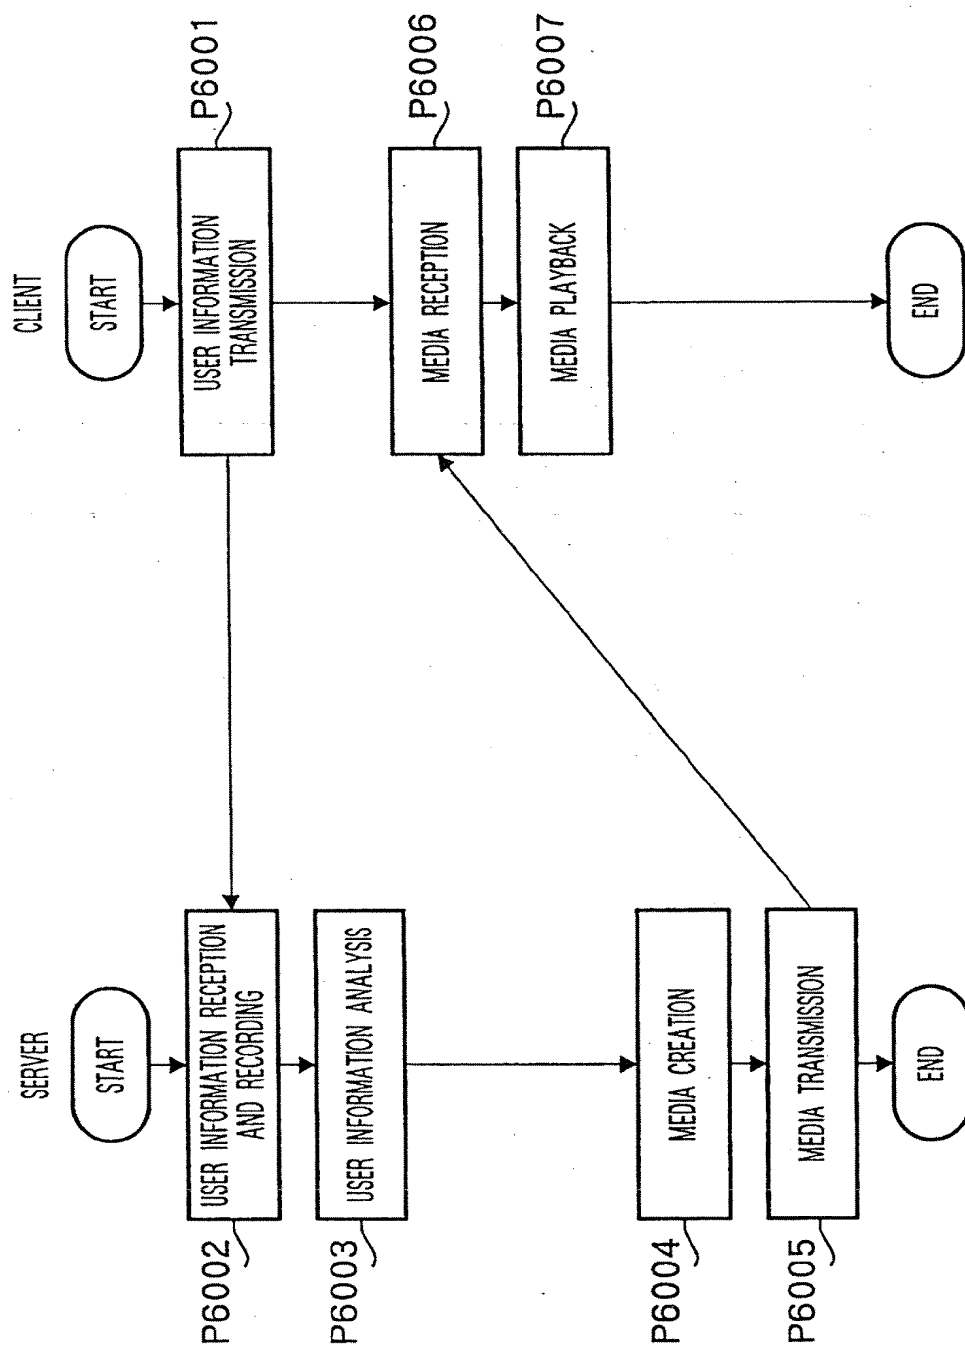 SERVER
START
P6002
USER INFORMATION RECEPTION
AND RECORDING
P6003
USER INFORMATION ANALYSIS
P6004
MEDIA CREATION
P6005
MEDIA TRANSMISSION
END
CLIENT
START
USER INFORMATION
TRANSMISSION
P6001
MEDIA RECEPTION
P6006
MEDIA PLAYBACK
P6007
END